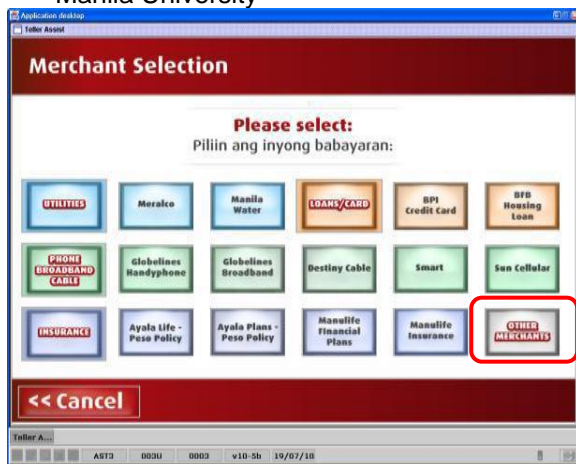 Manila University
Application desktop
Teller Assist
Merchant Selection
Please select:
Piliin ang inyong babayaran:
UTILITIES
Meralco
Manila
Water
LOANS/CARD
BPI
Credit Card
BFB
Housing
Loan
PHONE
BROADBAND
CABLE
Globelines
Handyphone
Globelines
Broadband
Destiny Cable
Smart
Sun Cellular
INSURANCE
Ayala Life -
Peso Policy
Ayala Plans -
Peso Policy
Manulife
Financial
Plans
Manulife
Insurance
OTHER
MERCHANTS
<< Cancel
Teller A...
AST3 003U 0003 v10-5b 19/07/10